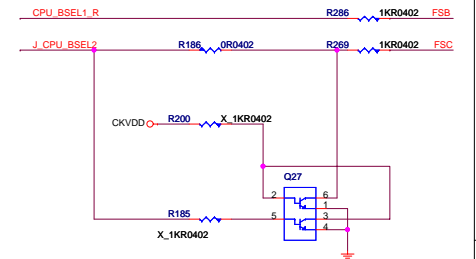 CPU_BSEL1_R R286 1KR0402 FSB
J_CPU_BSEL2 R186 0R0402 R269 1KR0402 FSC
CKVDD R200 X_1KR0402
Q27
2 6
1
R185 5 3
4
X_1KR0402